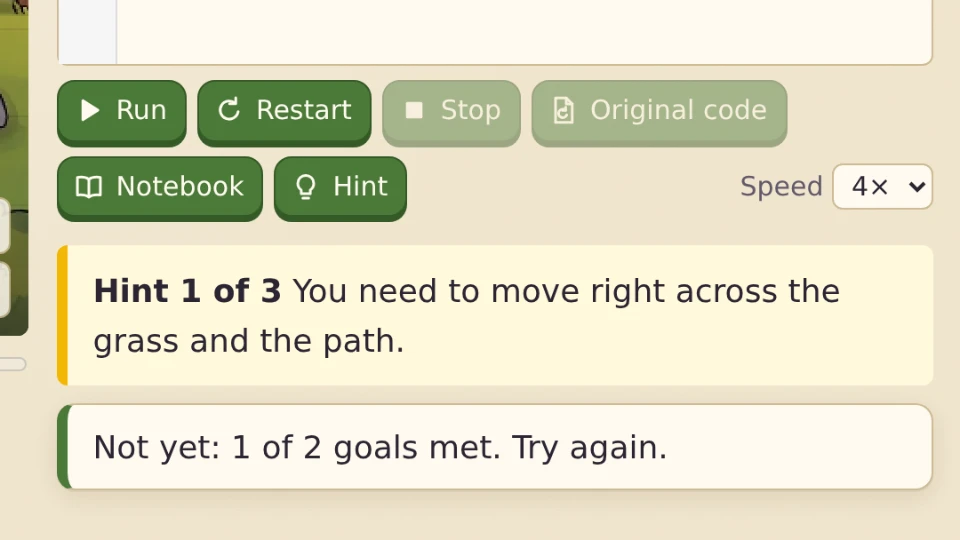 Run Restart Stop Original code
Notebook Hint Speed 4×
Hint 1 of 3 You need to move right across the
grass and the path.
Not yet: 1 of 2 goals met. Try again.